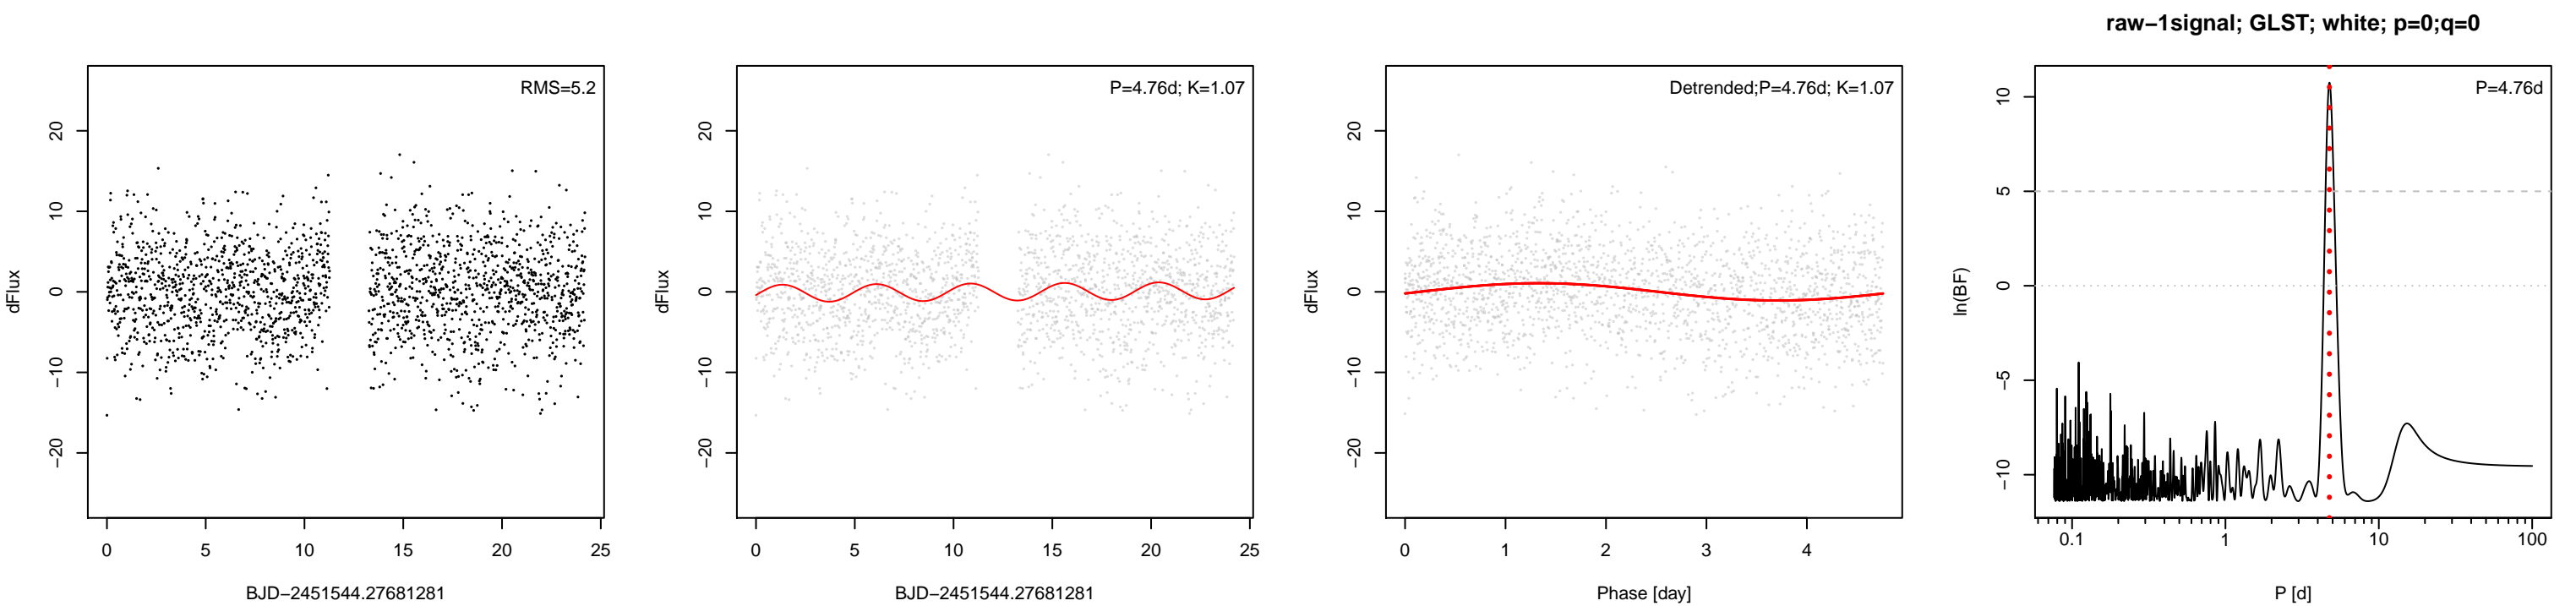 raw−1signal; GLST; white; p=0;q=0
RMS=5.2
dFlux
20
10
0
−10
−20
0 5 10 15 20 25
BJD−2451544.27681281
P=4.76d; K=1.07
dFlux
20
10
0
−10
−20
0 5 10 15 20 25
BJD−2451544.27681281
Detrended;P=4.76d; K=1.07
dFlux
20
10
0
−10
−20
0 1 2 3 4
Phase [day]
P=4.76d
ln(BF)
10
5
0
−5
−10
0.1 1 10 100
P [d]